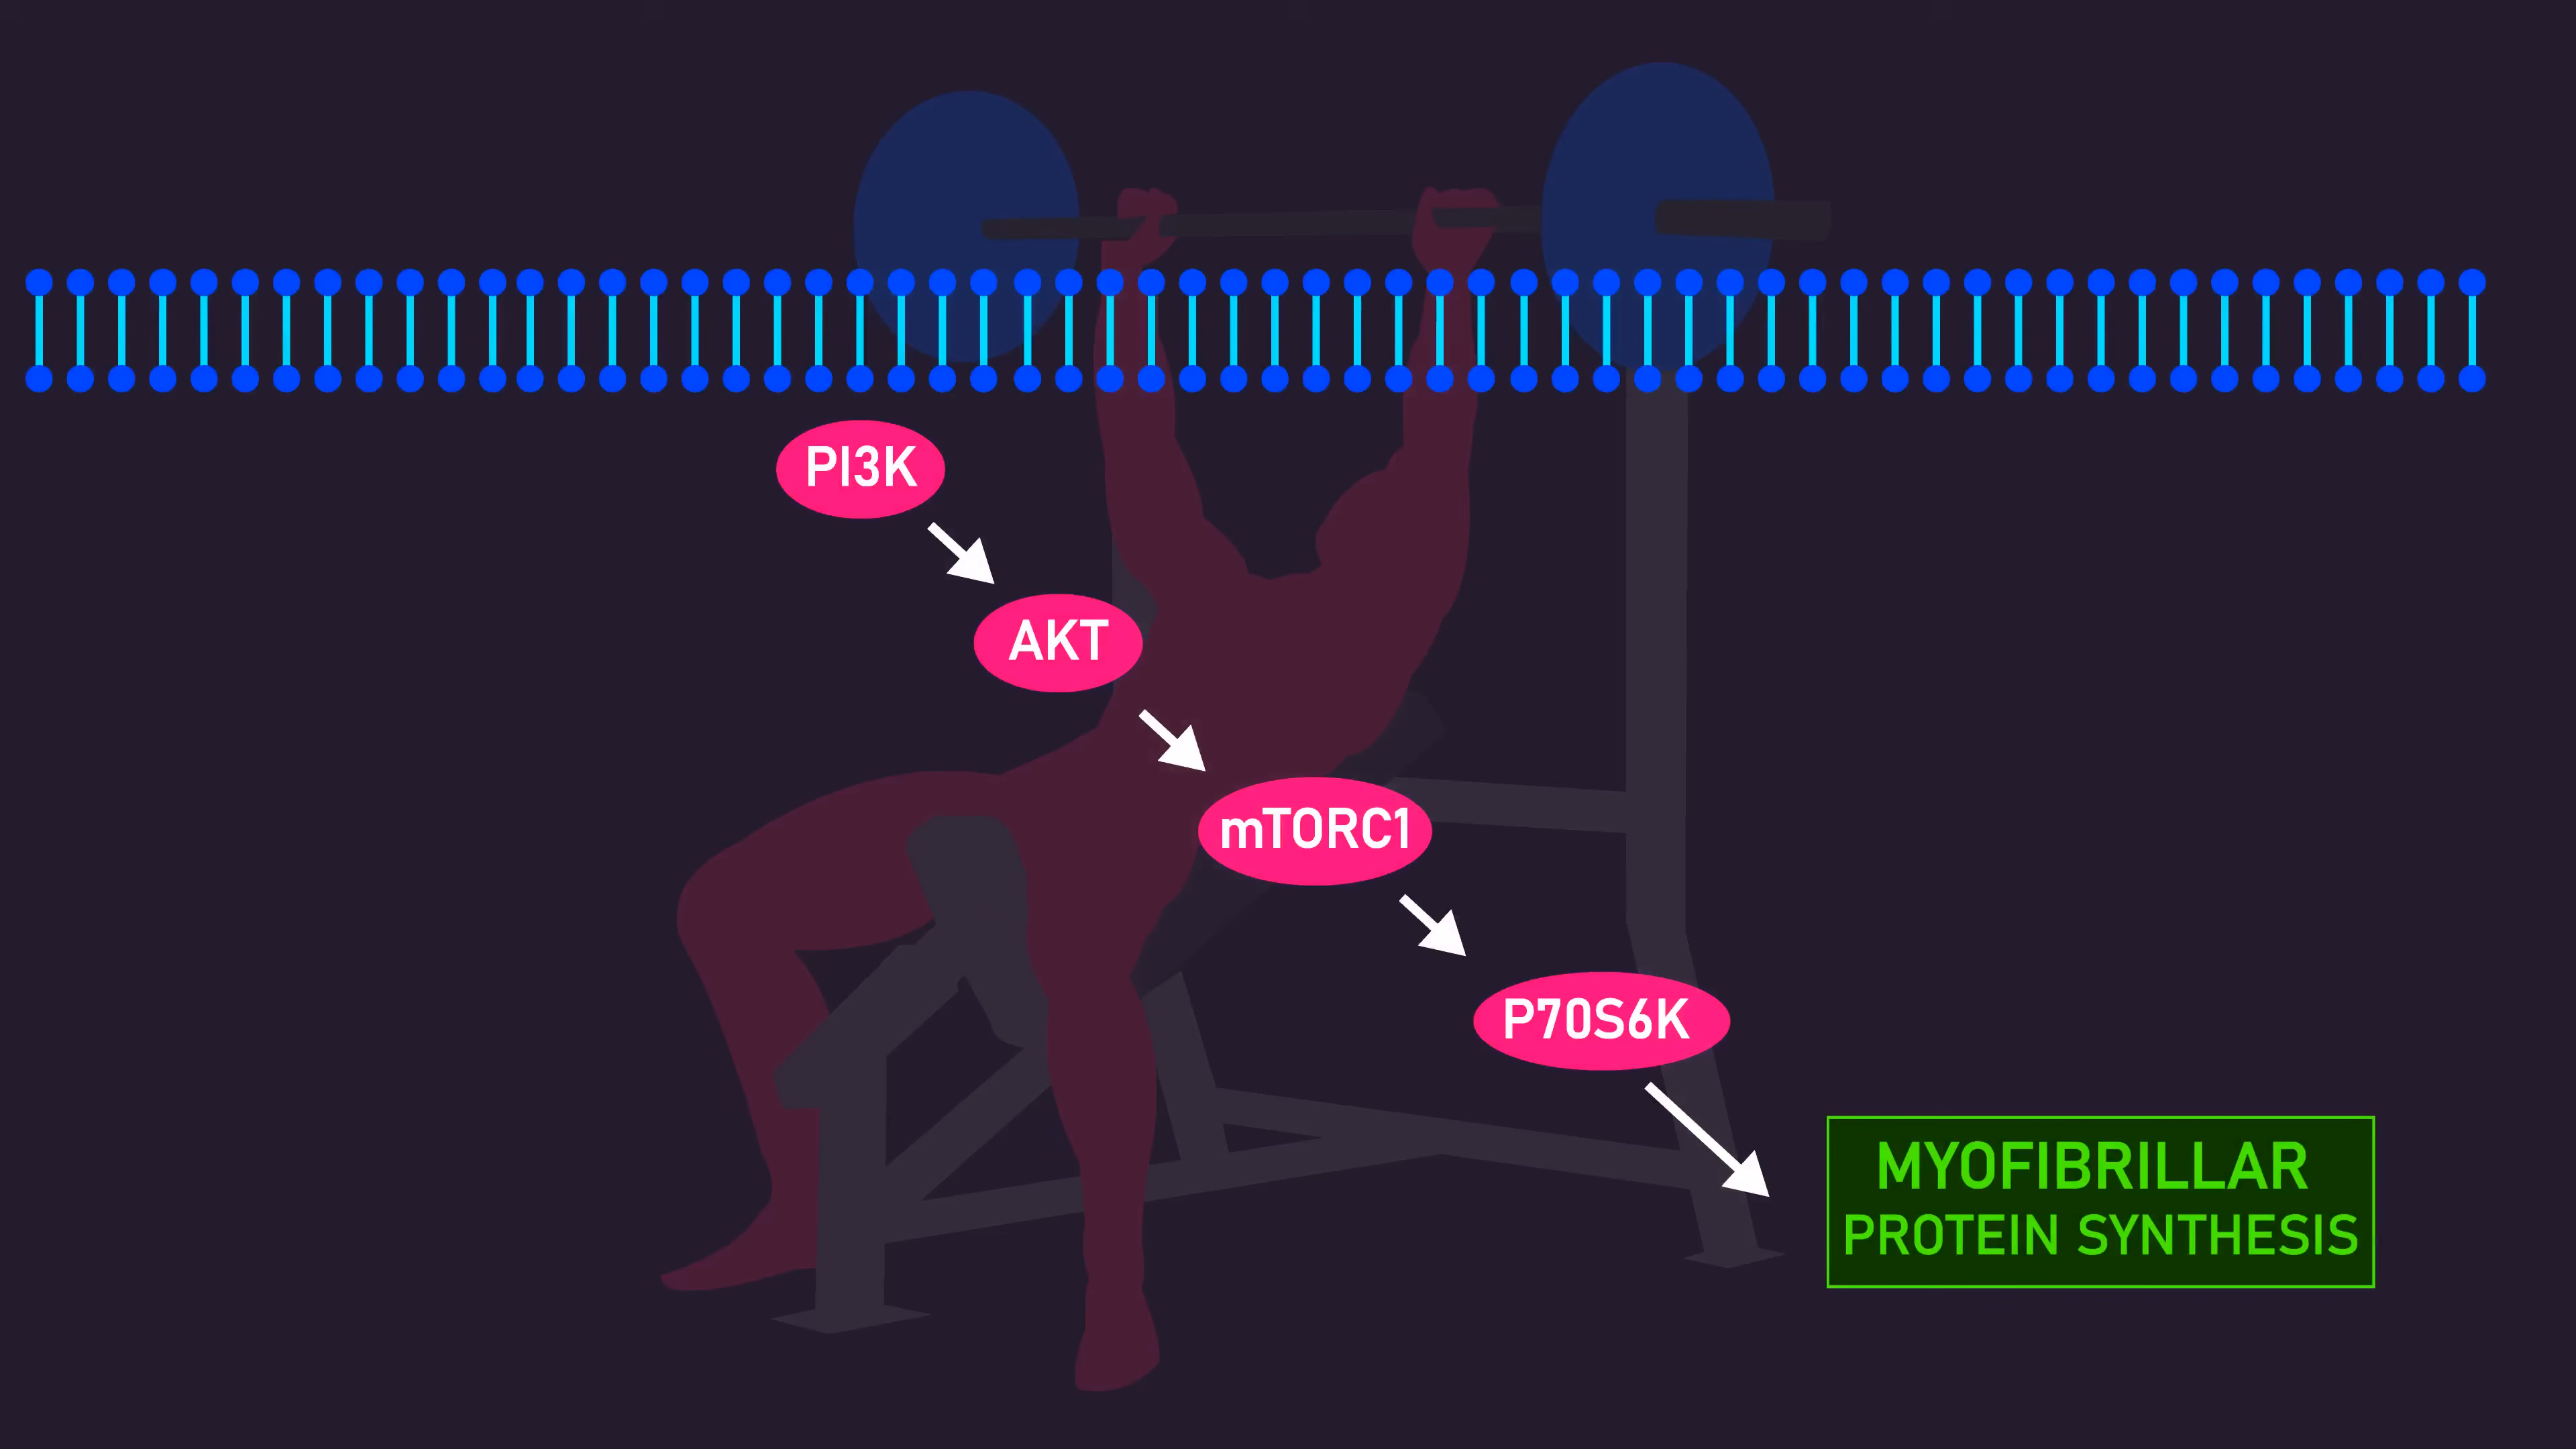 PI3K
AKT
mTORC1
P70S6K
MYOFIBRILLAR
PROTEIN SYNTHESIS